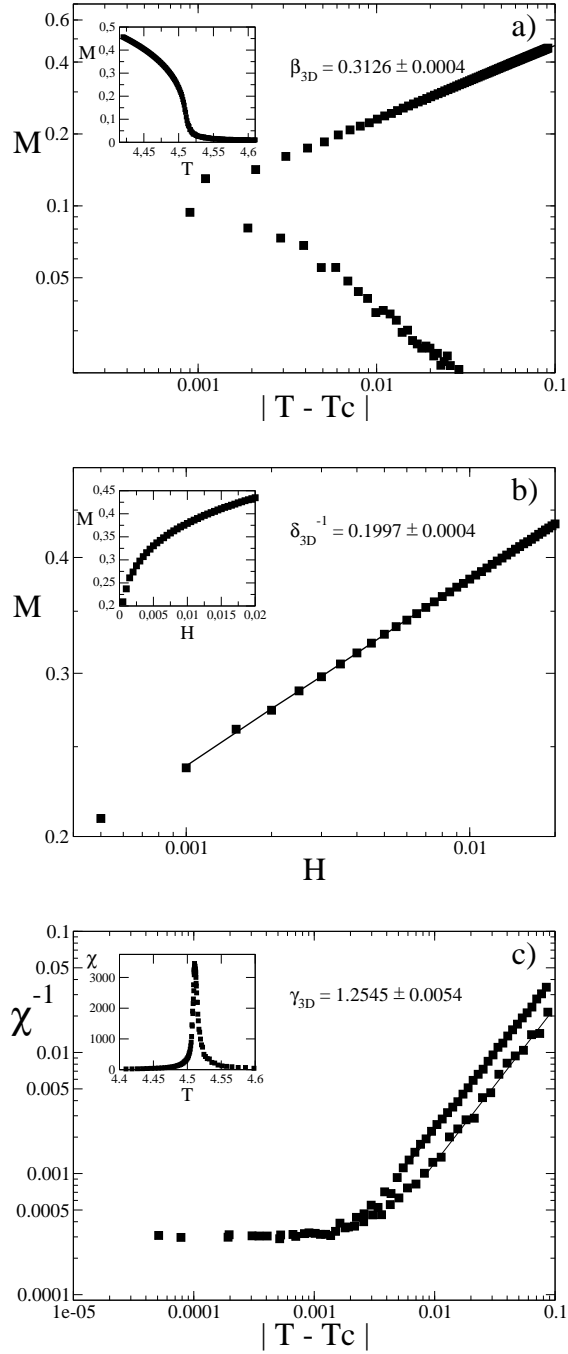 a)
0.6
0.4
0.2
0.1
0.05
M
β3D = 0.3126 ± 0.0004
0,5
0,4
0,3
0,2
0,1
0
M
4,45 4,5 4,55 4,6
T
0.001 0.01 0.1
| T - Tc |
b)
0.4
0.3
0.2
M
δ3D-1 = 0.1997 ± 0.0004
0,45
0,4
0,35
0,3
0,25
0,2
M
0 0,005 0,01 0,015 0,02
H
0.001 0.01
H
c)
0.1
0.05
0.01
0.005
0.001
0.0005
0.0001
χ-1
γ3D = 1.2545 ± 0.0054
χ
3000
2000
1000
0
4.4 4.45 4.5 4.55 4.6
T
1e-05 0.0001 0.001 0.01 0.1
| T - Tc |